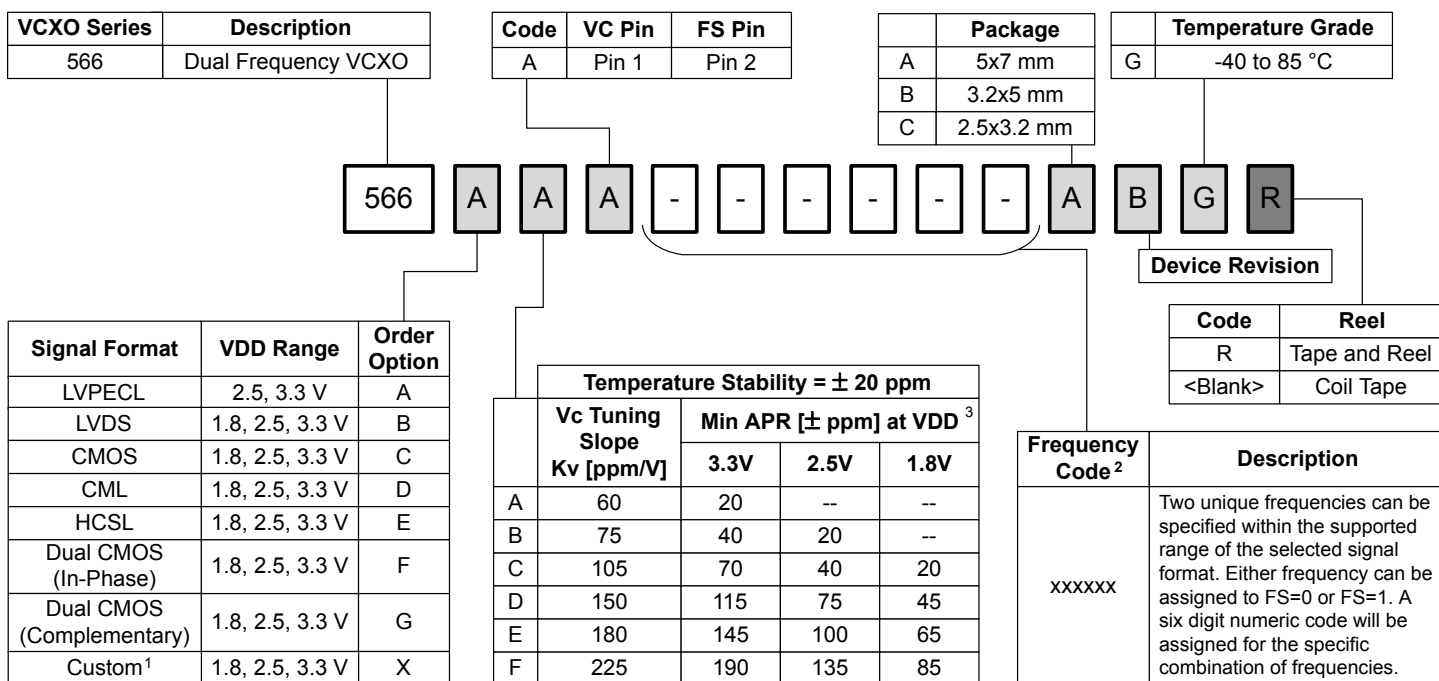 VCXO Series Description
566 Dual Frequency VCXO
Code VC Pin FS Pin
A Pin 1 Pin 2
Package
A 5x7 mm
B 3.2x5 mm
C 2.5x3.2 mm
Temperature Grade
G -40 to 85 °C
566 A A A - - - - - - A B G R
Device Revision
Code Reel
R Tape and Reel
<Blank> Coil Tape
Signal Format VDD Range Order Option
LVPECL 2.5, 3.3 V A
LVDS 1.8, 2.5, 3.3 V B
CMOS 1.8, 2.5, 3.3 V C
CML 1.8, 2.5, 3.3 V D
HCSL 1.8, 2.5, 3.3 V E
Dual CMOS
(In-Phase) 1.8, 2.5, 3.3 V F
Dual CMOS
(Complementary) 1.8, 2.5, 3.3 V G
Custom1 1.8, 2.5, 3.3 V X
Temperature Stability = ± 20 ppm
Vc Tuning
Slope
Kv [ppm/V]
Min APR [± ppm] at VDD 3
3.3V 2.5V 1.8V
A 60 20 -- --
B 75 40 20 --
C 105 70 40 20
D 150 115 75 45
E 180 145 100 65
F 225 190 135 85
Frequency
Code 2
Description
xxxxxx
Two unique frequencies can be
specified within the supported
range of the selected signal
format. Either frequency can be
assigned to FS=0 or FS=1. A
six digit numeric code will be
assigned for the specific
combination of frequencies.